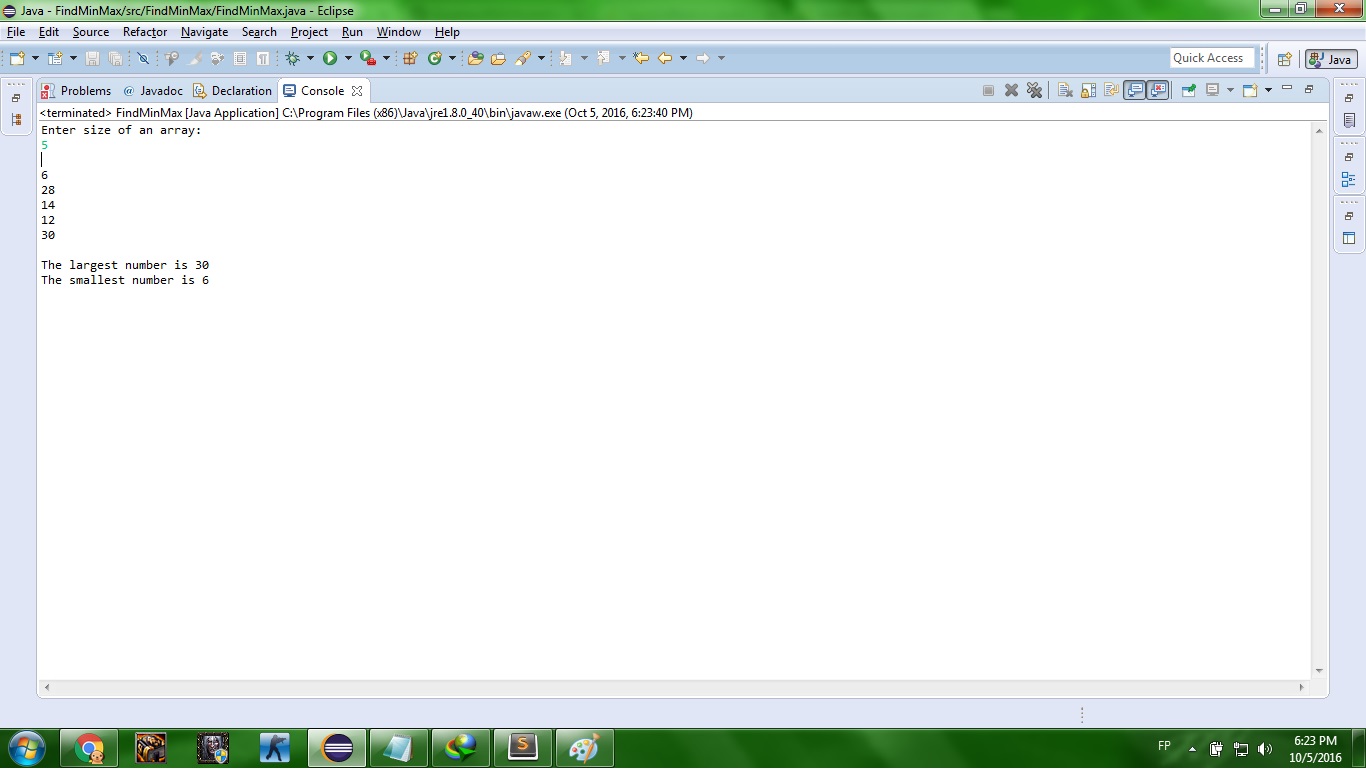 Java - FindMinMax/src/FindMinMax/FindMinMax.java - Eclipse
File Edit Source Refactor Navigate Search Project Run Window Help
Quick Access
Java
Problems @ Javadoc Declaration Console
<terminated> FindMinMax [Java Application] C:\Program Files (x86)\Java\jre1.8.0_40\bin\javaw.exe (Oct 5, 2016, 6:23:40 PM)
Enter size of an array:
5
6
28
14
12
30
The largest number is 30
The smallest number is 6
FP
6:23 PM
10/5/2016